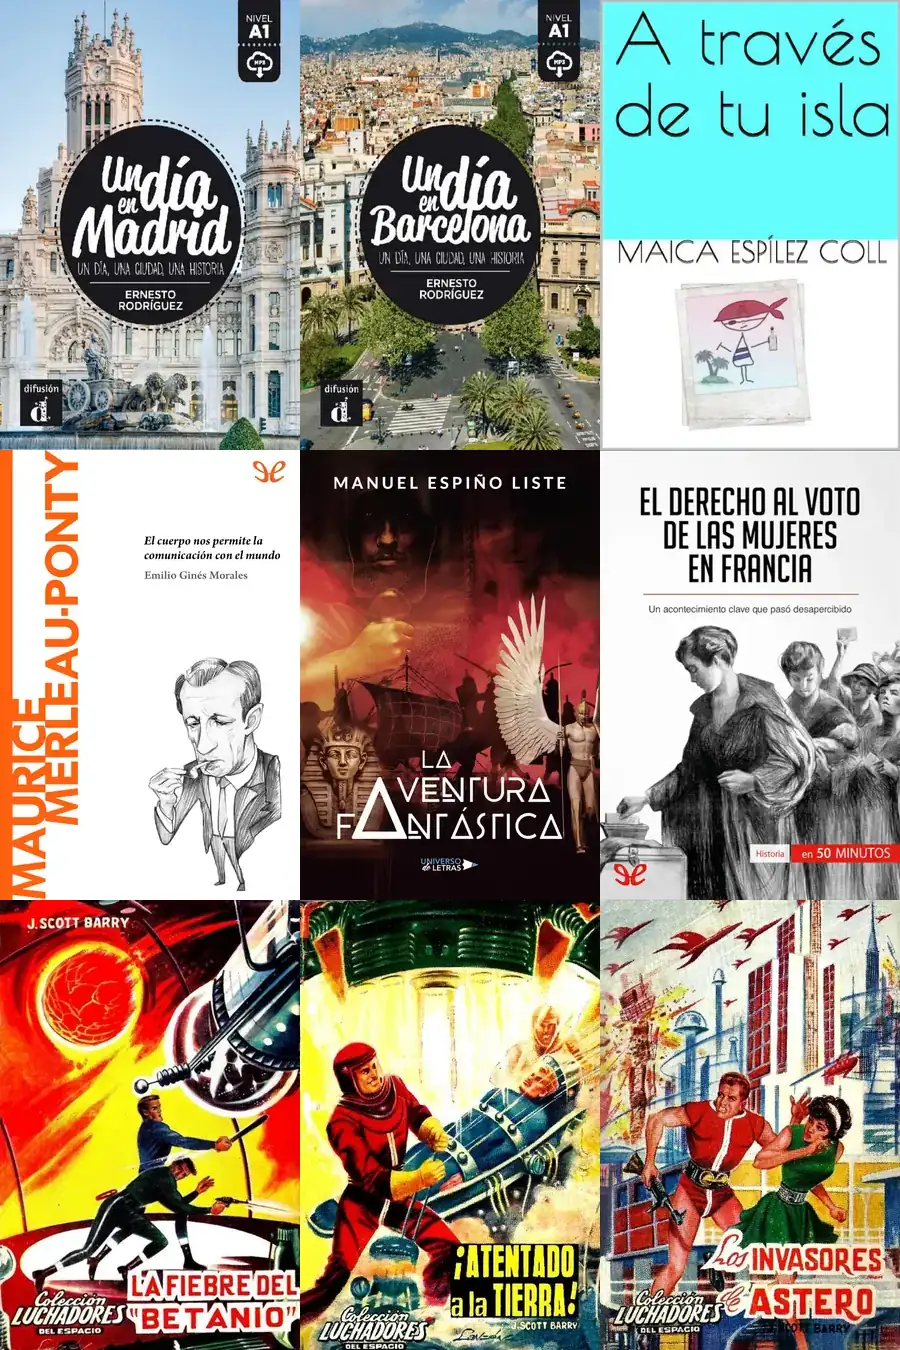 NIVEL
A1
MP3
Un día
en
Madrid
UN DÍA, UNA CIUDAD, UNA HISTORIA
ERNESTO
RODRÍGUEZ
difusión
NIVEL
A1
MP3
Un día
en
Barcelona
UN DÍA, UNA CIUDAD, UNA HISTORIA
ERNESTO
RODRÍGUEZ
difusión
A través
de tu isla
MAICA ESPÍLEZ COLL
MAURICE
MERLEAU-PONTY
El cuerpo nos permite la
comunicación con el mundo
Emilio Ginés Morales
MANUEL ESPIÑO LISTE
LA
AVENTURA
FANTÁSTICA
UNIVERSO
de LETRAS
EL DERECHO AL VOTO
DE LAS MUJERES
EN FRANCIA
Un acontecimiento clave que pasó desapercibido
Historia en 50 MINUTOS
J. SCOTT BARRY
LA FIEBRE DEL
"BETANIO"
Colección
LUCHADORES
DEL ESPACIO
¡ATENTADO
a la TIERRA!
J. SCOTT BARRY
Colección
LUCHADORES
DEL ESPACIO
Los INVASORES
de ASTERO
SCOTT BARRY
Colección
LUCHADORES
DEL ESPACIO